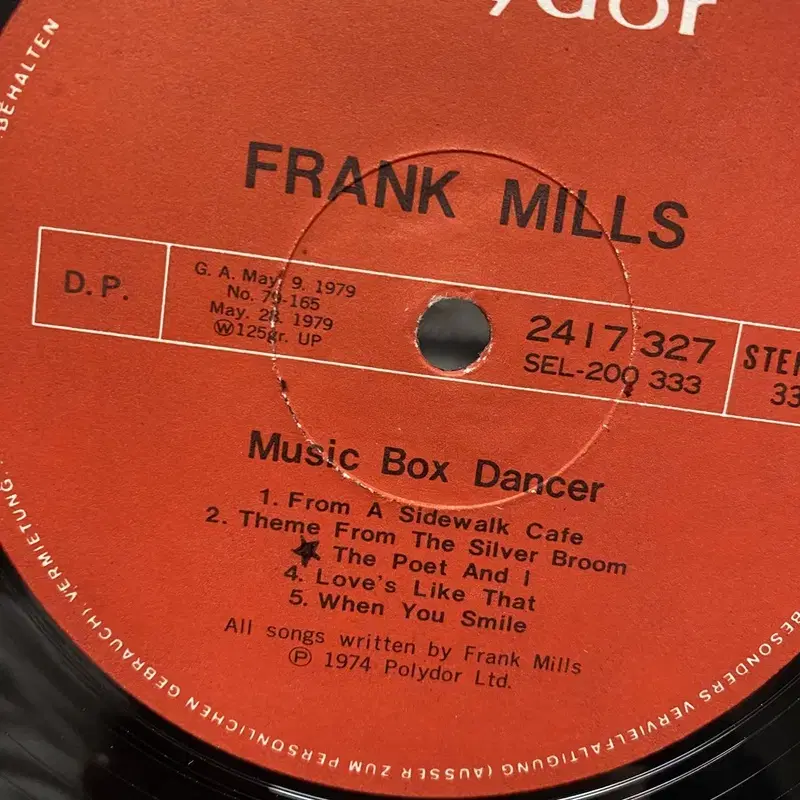 FRANK MILLS
D.P.
G. A. May. 9. 1979
No. 79-165
May. 28. 1979
Ⓦ125gr. UP
2417 327
SEL-200 333
33
Music Box Dancer
1. From A Sidewalk Cafe
2. Theme From The Silver Broom
The Poet And I
4. Love's Like That
5. When You Smile
All songs written by Frank Mills
Ⓟ 1974 Polydor Ltd.
BESONDERS VERVIELFÄLTIGUNG (AUSSER ZUM PERSÖNLICHEN GEBRAUCH), VERMIETUNG,